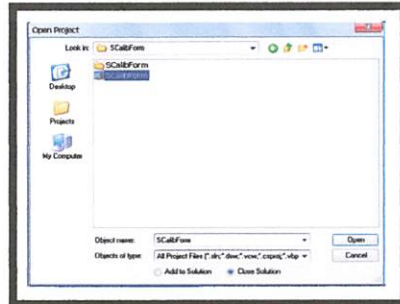 Open Project
Look in: SCalibForm
SCalibForm
SCalibForm
Desktop
Projects
My Computer
Object name: SCalibForm
Open
Objects of type: All Project Files (*.sln;*.dsw;*.vcw;*.csproj;*.vbp
Cancel
Add to Solution Close Solution